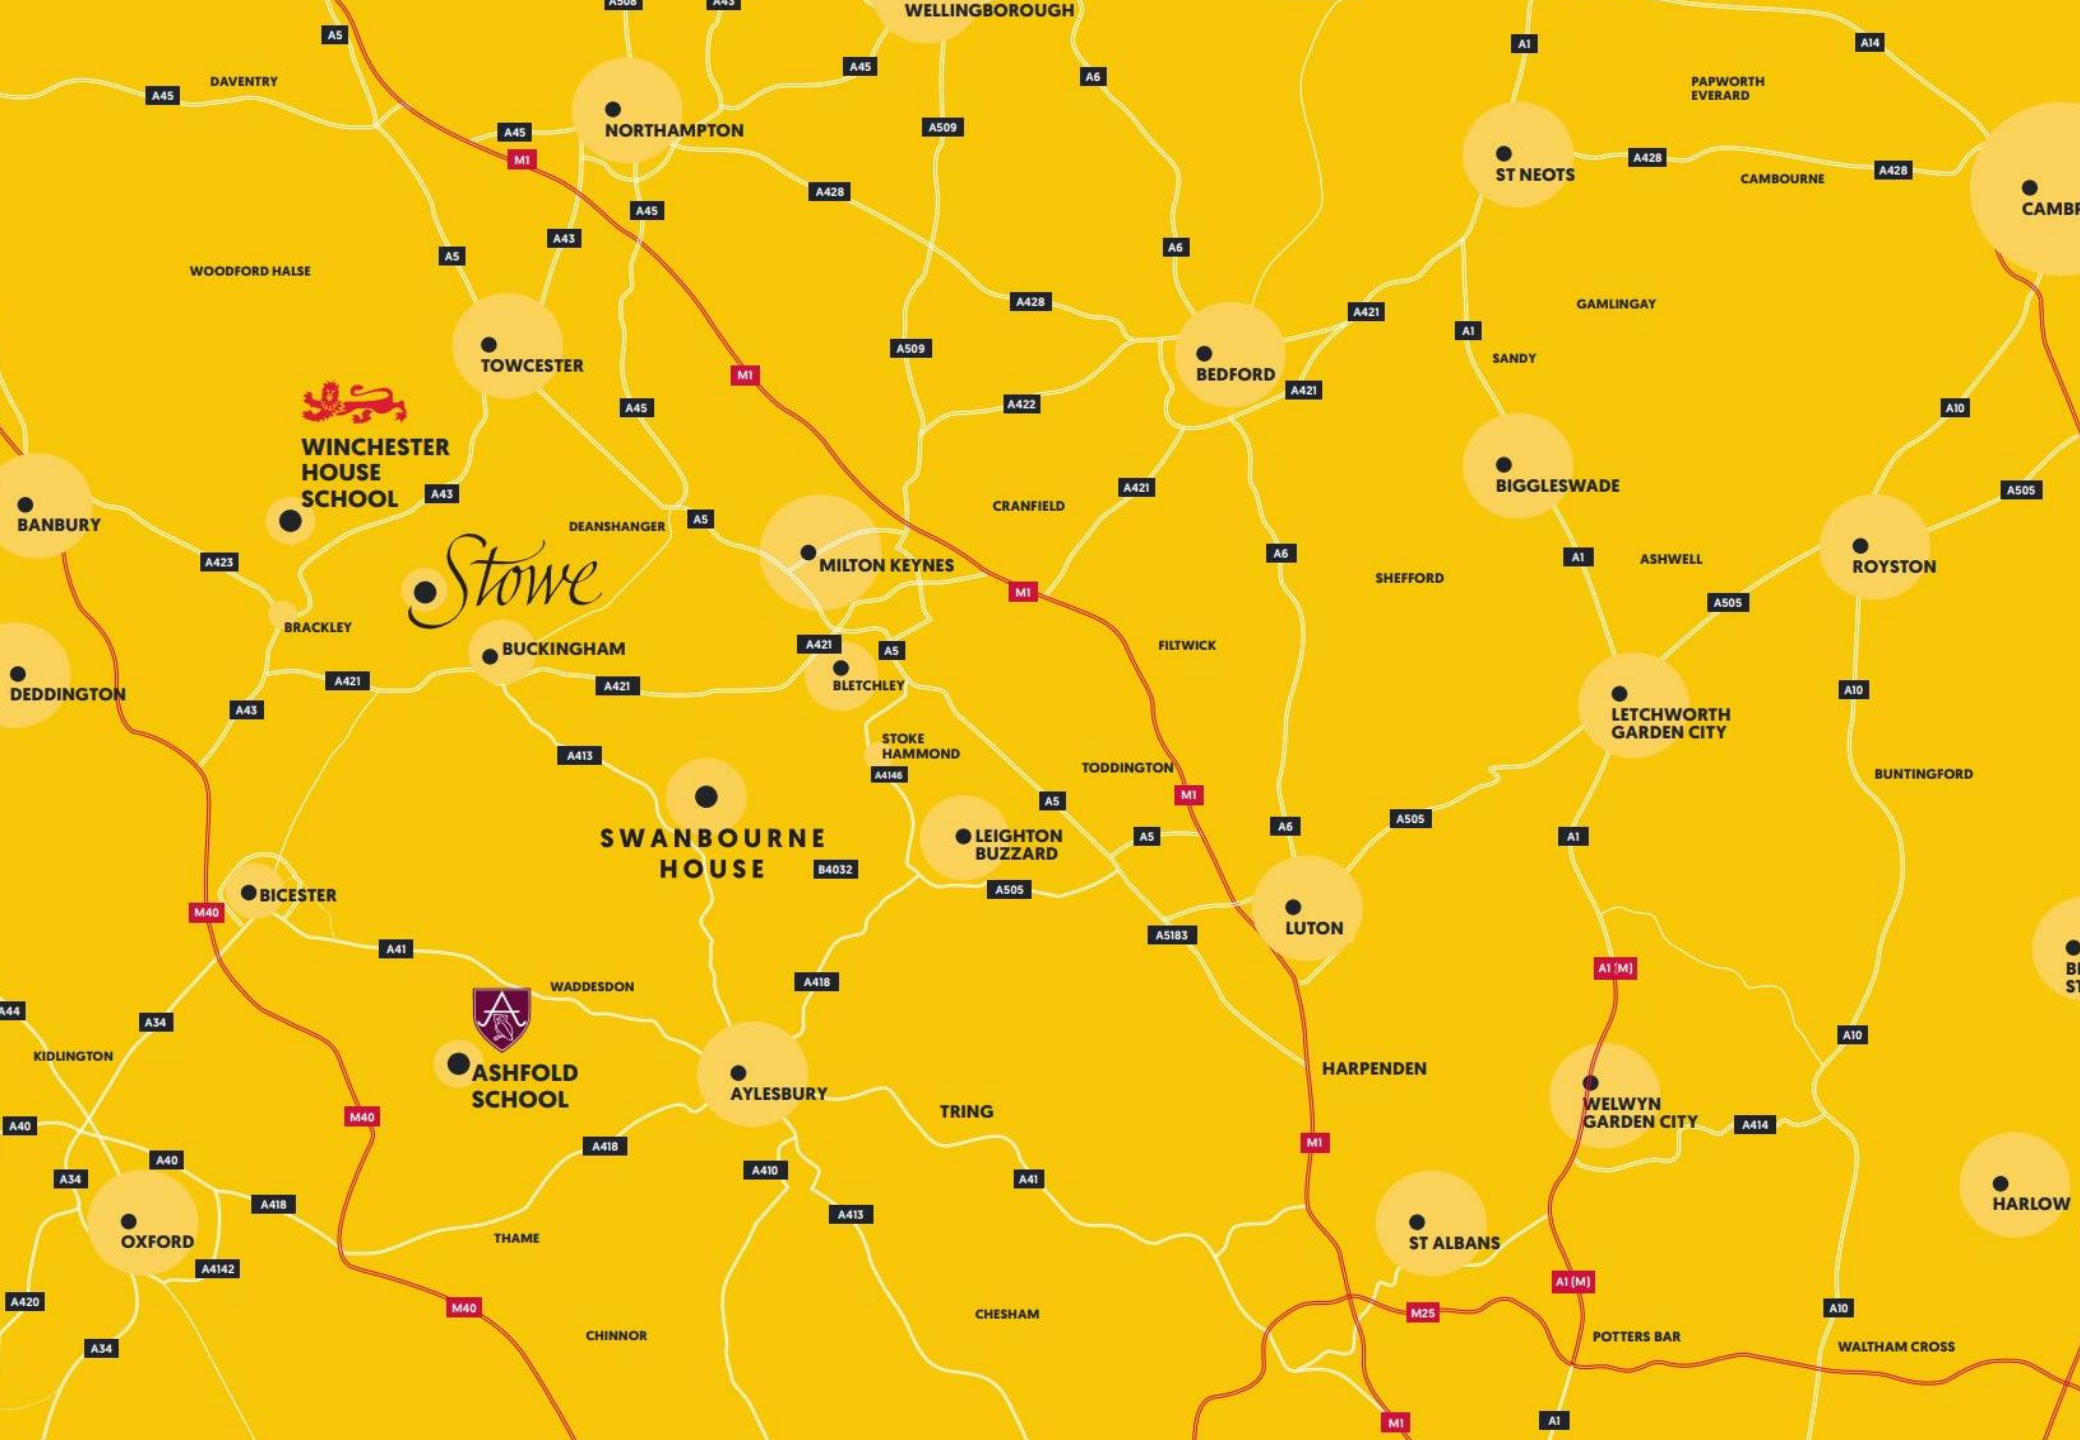 A508
A43
WELLINGBOROUGH
A5
A45
A6
A1
A14
DAVENTRY
A45
PAPWORTH
EVERARD
NORTHAMPTON
A45
M1
A509
ST NEOTS
A428
CAMBOURNE
A428
A428
A45
A43
A6
CAMBR
WOODFORD HALSE
A5
A428
A421
GAMLINGAY
A1
SANDY
TOWCESTER
A509
M1
BEDFORD
A421
A45
A422
A10
WINCHESTER
HOUSE
SCHOOL
A43
A421
BIGGLESWADE
A505
BANBURY
DEANSHANGER
A5
CRANFIELD
A423
Stowe
MILTON KEYNES
M1
A6
SHEFFORD
A1
ASHWELL
ROYSTON
A505
BRACKLEY
BUCKINGHAM
A421
A5
FILTWICK
DEDDINGTON
A421
A421
BLETCHLEY
A10
A43
LETCHWORTH
GARDEN CITY
A413
STOKE
HAMMOND
A4146
TODDINGTON
M1
BUNTINGFORD
A5
SWANBOURNE
HOUSE
B4032
LEIGHTON
BUZZARD
A5
A6
A505
A1
A505
BICESTER
M40
A5183
LUTON
A41
A1 (M)
WADDESDON
A418
A44
A34
A10
KIDLINGTON
ASHFOLD
SCHOOL
AYLESBURY
HARPENDEN
WELWYN
GARDEN CITY
TRING
A40
M40
A414
A418
M1
A40
A34
A410
A41
HARLOW
A418
A413
OXFORD
THAME
ST ALBANS
A4142
A1 (M)
A420
M40
CHESHAM
M25
A10
CHINNOR
POTTERS BAR
WALTHAM CROSS
A34
M1
A1